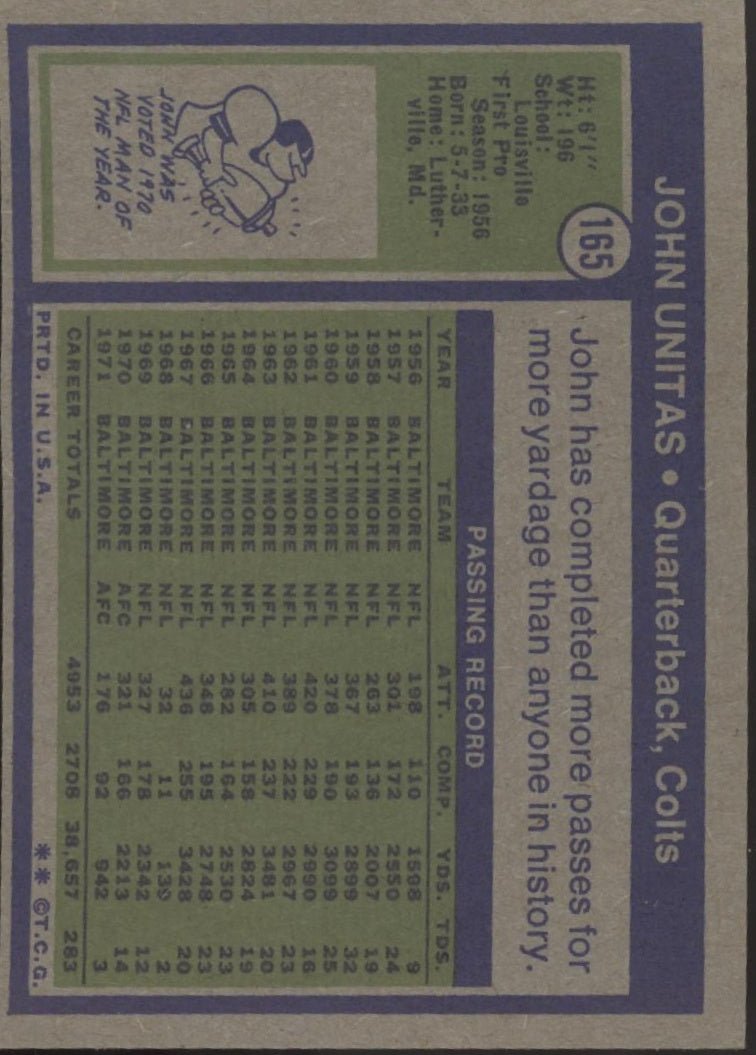 JOHN UNITAS • Quarterback, Colts
165
Ht: 6'1"
Wt: 196
School:
Louisville
First Pro
Season: 1956
Born: 5-7-33
Home: Luther-
ville, Md.
JOHN WAS
VOTED 1970
NFL MAN OF
THE YEAR.
John has completed more passes for
more yardage than anyone in history.
PASSING RECORD
YEAR TEAM ATT. COMP. YDS. TDS.
1956 BALTIMORE NFL 198 110 1598 9
1957 BALTIMORE NFL 301 172 2550 24
1958 BALTIMORE NFL 263 136 2007 19
1959 BALTIMORE NFL 367 193 2899 32
1960 BALTIMORE NFL 378 190 3099 25
1961 BALTIMORE NFL 420 229 2990 16
1962 BALTIMORE NFL 389 222 2967 23
1963 BALTIMORE NFL 410 237 3481 20
1964 BALTIMORE NFL 305 158 2824 19
1965 BALTIMORE NFL 282 164 2530 23
1966 BALTIMORE NFL 348 195 2748 23
1967 BALTIMORE NFL 436 255 3428 20
1968 BALTIMORE NFL 32 11 139 2
1969 BALTIMORE NFL 327 178 2342 12
1970 BALTIMORE AFC 321 166 2213 14
1971 BALTIMORE AFC 176 92 942 3
CAREER TOTALS 4953 2708 38,657 283
PRTD. IN U.S.A. ** ©T.C.G.